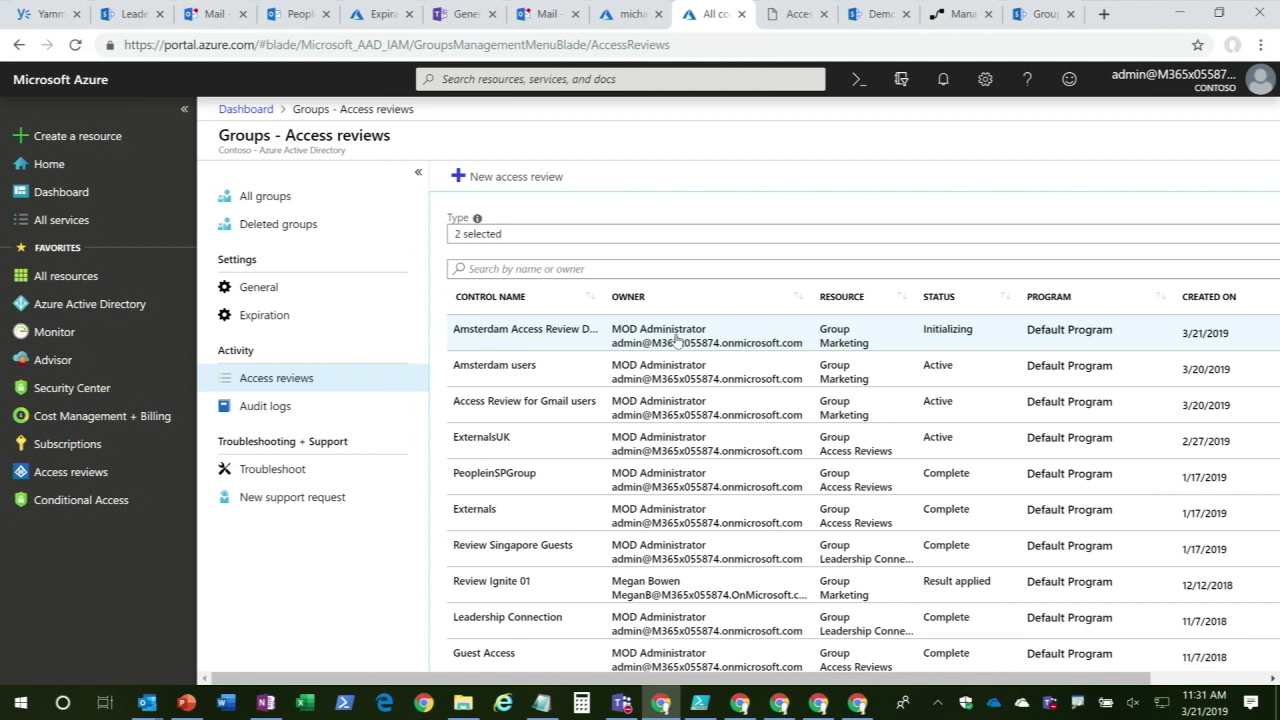 Yamm
Leade
Mail -
Peopl
Expira
Gener
Mail -
micha
All co
Acces
Demo
Mana
Group
https://portal.azure.com/#blade/Microsoft_AAD_IAM/GroupsManagementMenuBlade/AccessReviews
Microsoft Azure
Search resources, services, and docs
admin@M365x05587...
CONTOSO
Create a resource
Home
Dashboard
All services
FAVORITES
All resources
Azure Active Directory
Monitor
Advisor
Security Center
Cost Management + Billing
Subscriptions
Access reviews
Conditional Access
Dashboard > Groups - Access reviews
Groups - Access reviews
Contoso - Azure Active Directory
All groups
Deleted groups
Settings
General
Expiration
Activity
Access reviews
Audit logs
Troubleshooting + Support
Troubleshoot
New support request
New access review
Type
2 selected
Search by name or owner
CONTROL NAME OWNER RESOURCE STATUS PROGRAM CREATED ON
Amsterdam Access Review D... MOD Administrator Group Initializing Default Program 3/21/2019
admin@M365x055874.onmicrosoft.com Marketing
Amsterdam users MOD Administrator Group Active Default Program 3/20/2019
admin@M365x055874.onmicrosoft.com Marketing
Access Review for Gmail users MOD Administrator Group Active Default Program 3/20/2019
admin@M365x055874.onmicrosoft.com Marketing
ExternalsUK MOD Administrator Group Active Default Program 2/27/2019
admin@M365x055874.onmicrosoft.com Access Reviews
PeopleinSPGroup MOD Administrator Group Complete Default Program 1/17/2019
admin@M365x055874.onmicrosoft.com Access Reviews
Externals MOD Administrator Group Complete Default Program 1/17/2019
admin@M365x055874.onmicrosoft.com Access Reviews
Review Singapore Guests MOD Administrator Group Complete Default Program 1/17/2019
admin@M365x055874.onmicrosoft.com Leadership Conne...
Review Ignite 01 Megan Bowen Group Result applied Default Program 12/12/2018
MeganB@M365x055874.OnMicrosoft.c... Marketing
Leadership Connection MOD Administrator Group Complete Default Program 11/7/2018
admin@M365x055874.onmicrosoft.com Leadership Conne...
Guest Access MOD Administrator Group Complete Default Program 11/7/2018
admin@M365x055874.onmicrosoft.com Access Reviews
11:31 AM
3/21/2019